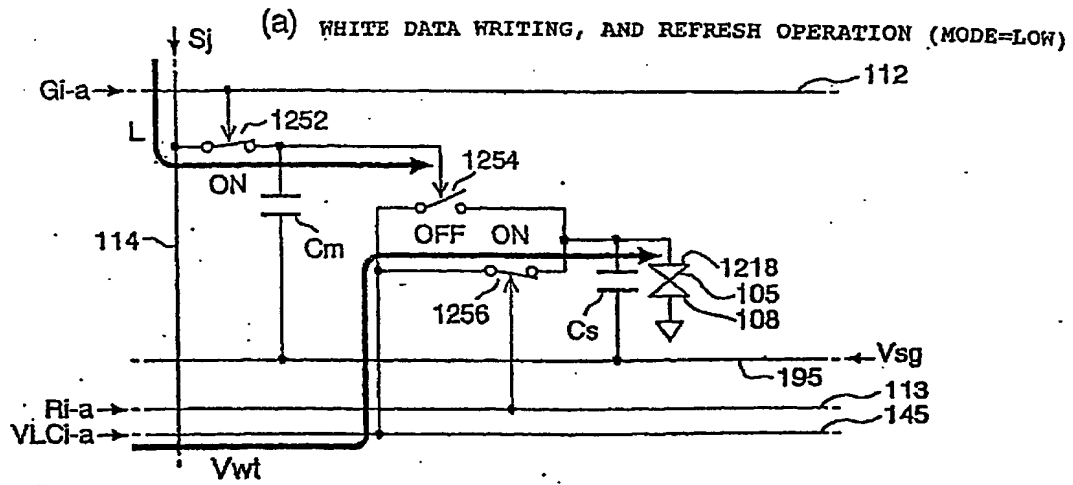 (a) WHITE DATA WRITING, AND REFRESH OPERATION (MODE=LOW)
Sj
Gi-a
112
L
1252
ON
1254
114
Cm
OFF ON
1218
105
108
1256
Cs
Vsg
195
Ri-a
113
VLCi-a
145
Vwt